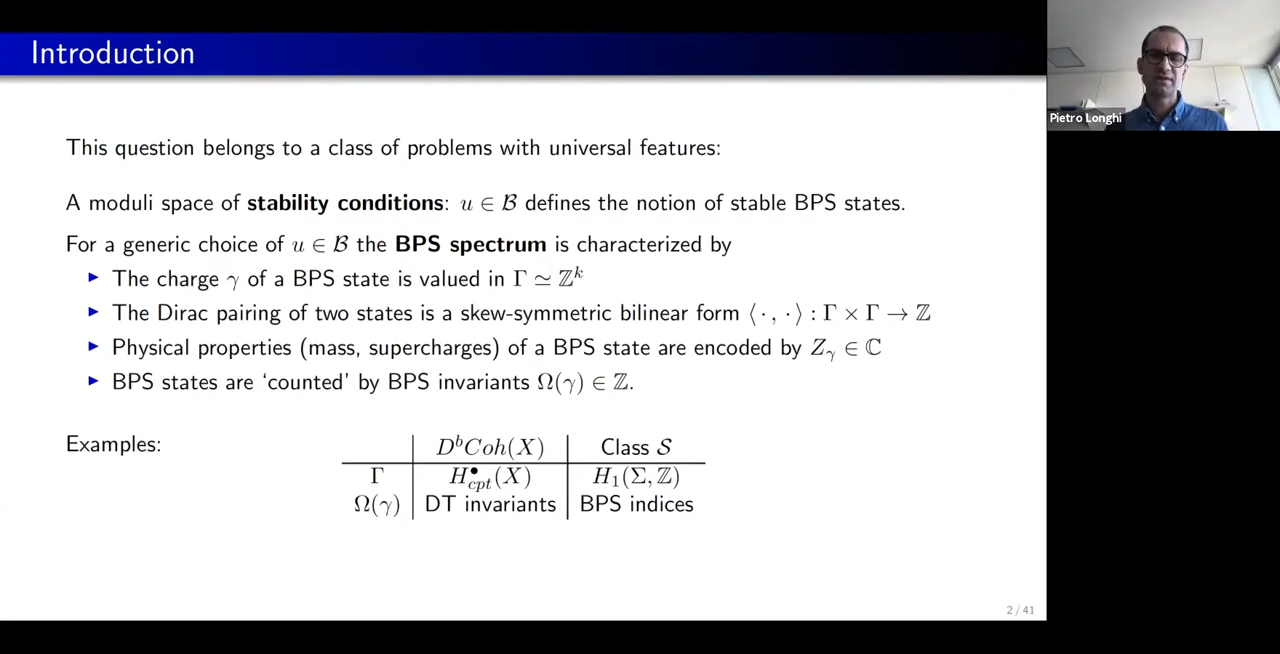 Introduction
Pietro Longhi
This question belongs to a class of problems with universal features:
A moduli space of stability conditions: u ∈ ℬ defines the notion of stable BPS states.
For a generic choice of u ∈ ℬ the BPS spectrum is characterized by
▶ The charge γ of a BPS state is valued in Γ ≃ ℤᵏ
▶ The Dirac pairing of two states is a skew-symmetric bilinear form ⟨·, ·⟩ : Γ × Γ → ℤ
▶ Physical properties (mass, supercharges) of a BPS state are encoded by Z_γ ∈ ℂ
▶ BPS states are ‘counted’ by BPS invariants Ω(γ) ∈ ℤ.
Examples:
DᵇCoh(X) Class 𝒮
Γ H^•_cpt(X) H₁(Σ, ℤ)
Ω(γ) DT invariants BPS indices
2 / 41